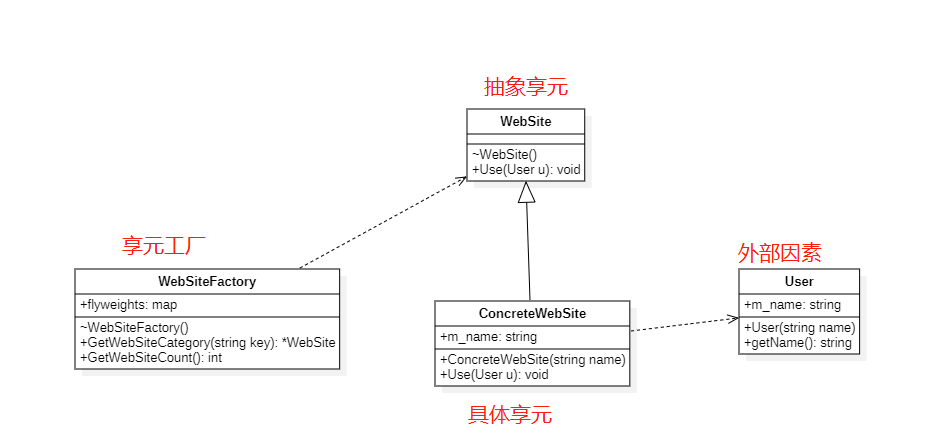 抽象享元
WebSite
~WebSite()
+Use(User u): void
享元工厂
WebSiteFactory
+flyweights: map
~WebSiteFactory()
+GetWebSiteCategory(string key): *WebSite
+GetWebSiteCount(): int
ConcreteWebSite
+m_name: string
+ConcreteWebSite(string name)
+Use(User u): void
具体享元
外部因素
User
+m_name: string
+User(string name)
+getName(): string